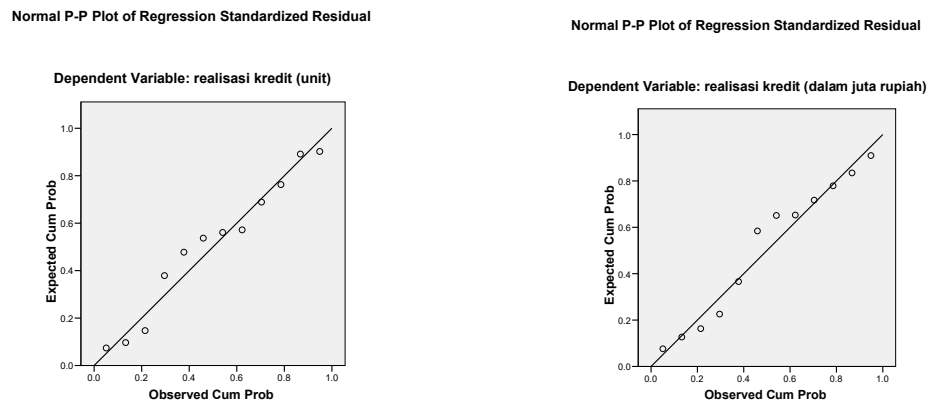 Normal P-P Plot of Regression Standardized Residual
Dependent Variable: realisasi kredit (unit)
1.0
0.8
0.6
0.4
0.2
0.0
Expected Cum Prob
0.0 0.2 0.4 0.6 0.8 1.0
Observed Cum Prob
Normal P-P Plot of Regression Standardized Residual
Dependent Variable: realisasi kredit (dalam juta rupiah)
1.0
0.8
0.6
0.4
0.2
0.0
Expected Cum Prob
0.0 0.2 0.4 0.6 0.8 1.0
Observed Cum Prob